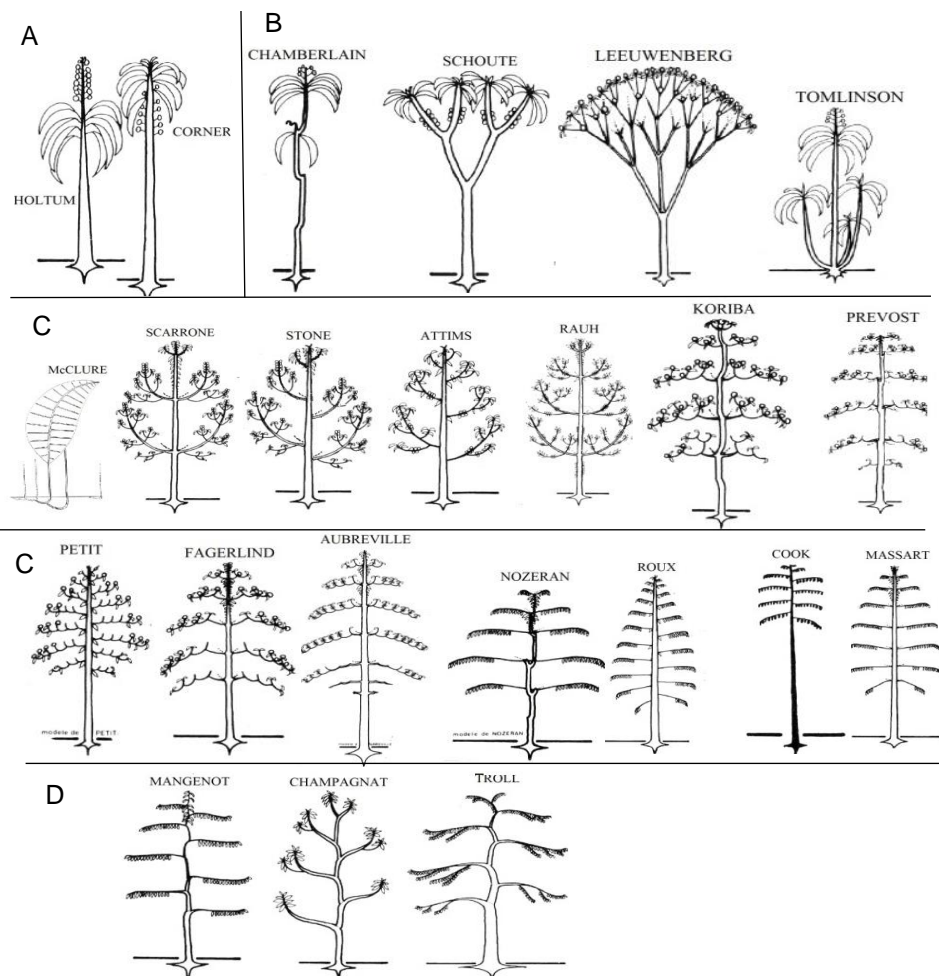 A
B
CHAMBERLAIN
SCHOUTE
LEEUWENBERG
TOMLINSON
CORNER
HOLTUM
C
McCLURE
SCARRONE
STONE
ATTIMS
RAUH
KORIBA
PREVOST
C
PETIT
FAGERLIND
AUBREVILLE
NOZERAN
ROUX
COOK
MASSART
modele de PETIT
modele de NOZERAN
D
MANGENOT
CHAMPAGNAT
TROLL